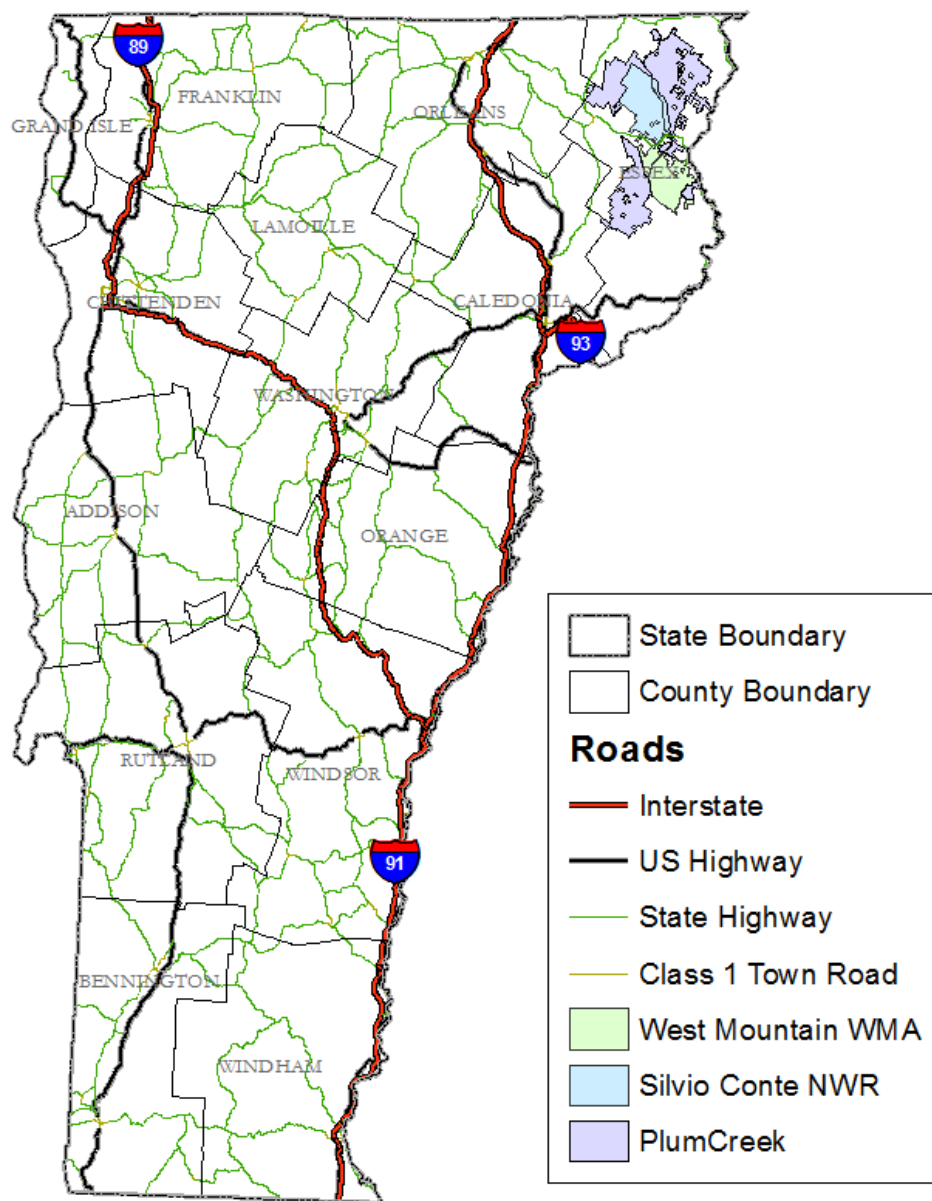 89
FRANKLIN
GRAND ISLE
ORLEANS
ESSEX
LAMOILLE
CHITTENDEN
CALEDONIA
93
WASHINGTON
ADDISON
ORANGE
RUTLAND
WINDSOR
91
BENNINGTON
WINDHAM
State Boundary
County Boundary
Roads
Interstate
US Highway
State Highway
Class 1 Town Road
West Mountain WMA
Silvio Conte NWR
PlumCreek